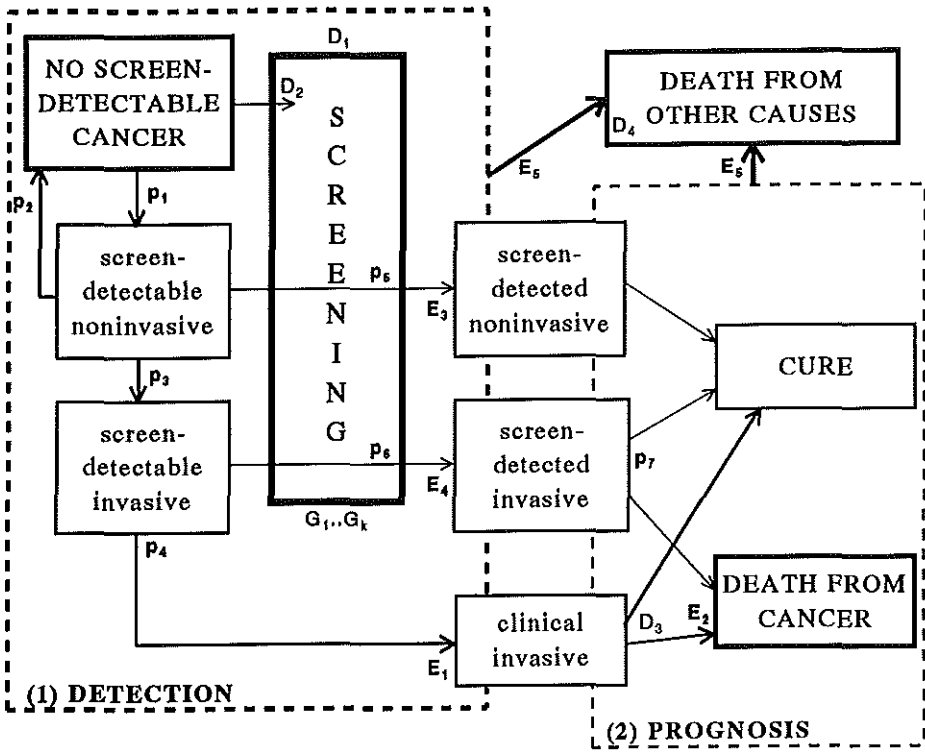 D₁
NO SCREEN-
DETECTABLE
CANCER
D₂
S
C
R
E
E
N
I
N
G
DEATH FROM
OTHER CAUSES
D₄
E₅
E₅
p₂
p₁
screen-
detectable
noninvasive
p₅
E₃
screen-
detected
noninvasive
CURE
p₃
screen-
detectable
invasive
p₆
E₄
screen-
detected
invasive
p₇
G₁..Gₖ
p₄
E₁
clinical
invasive
D₃
E₂
DEATH FROM
CANCER
(1) DETECTION
(2) PROGNOSIS